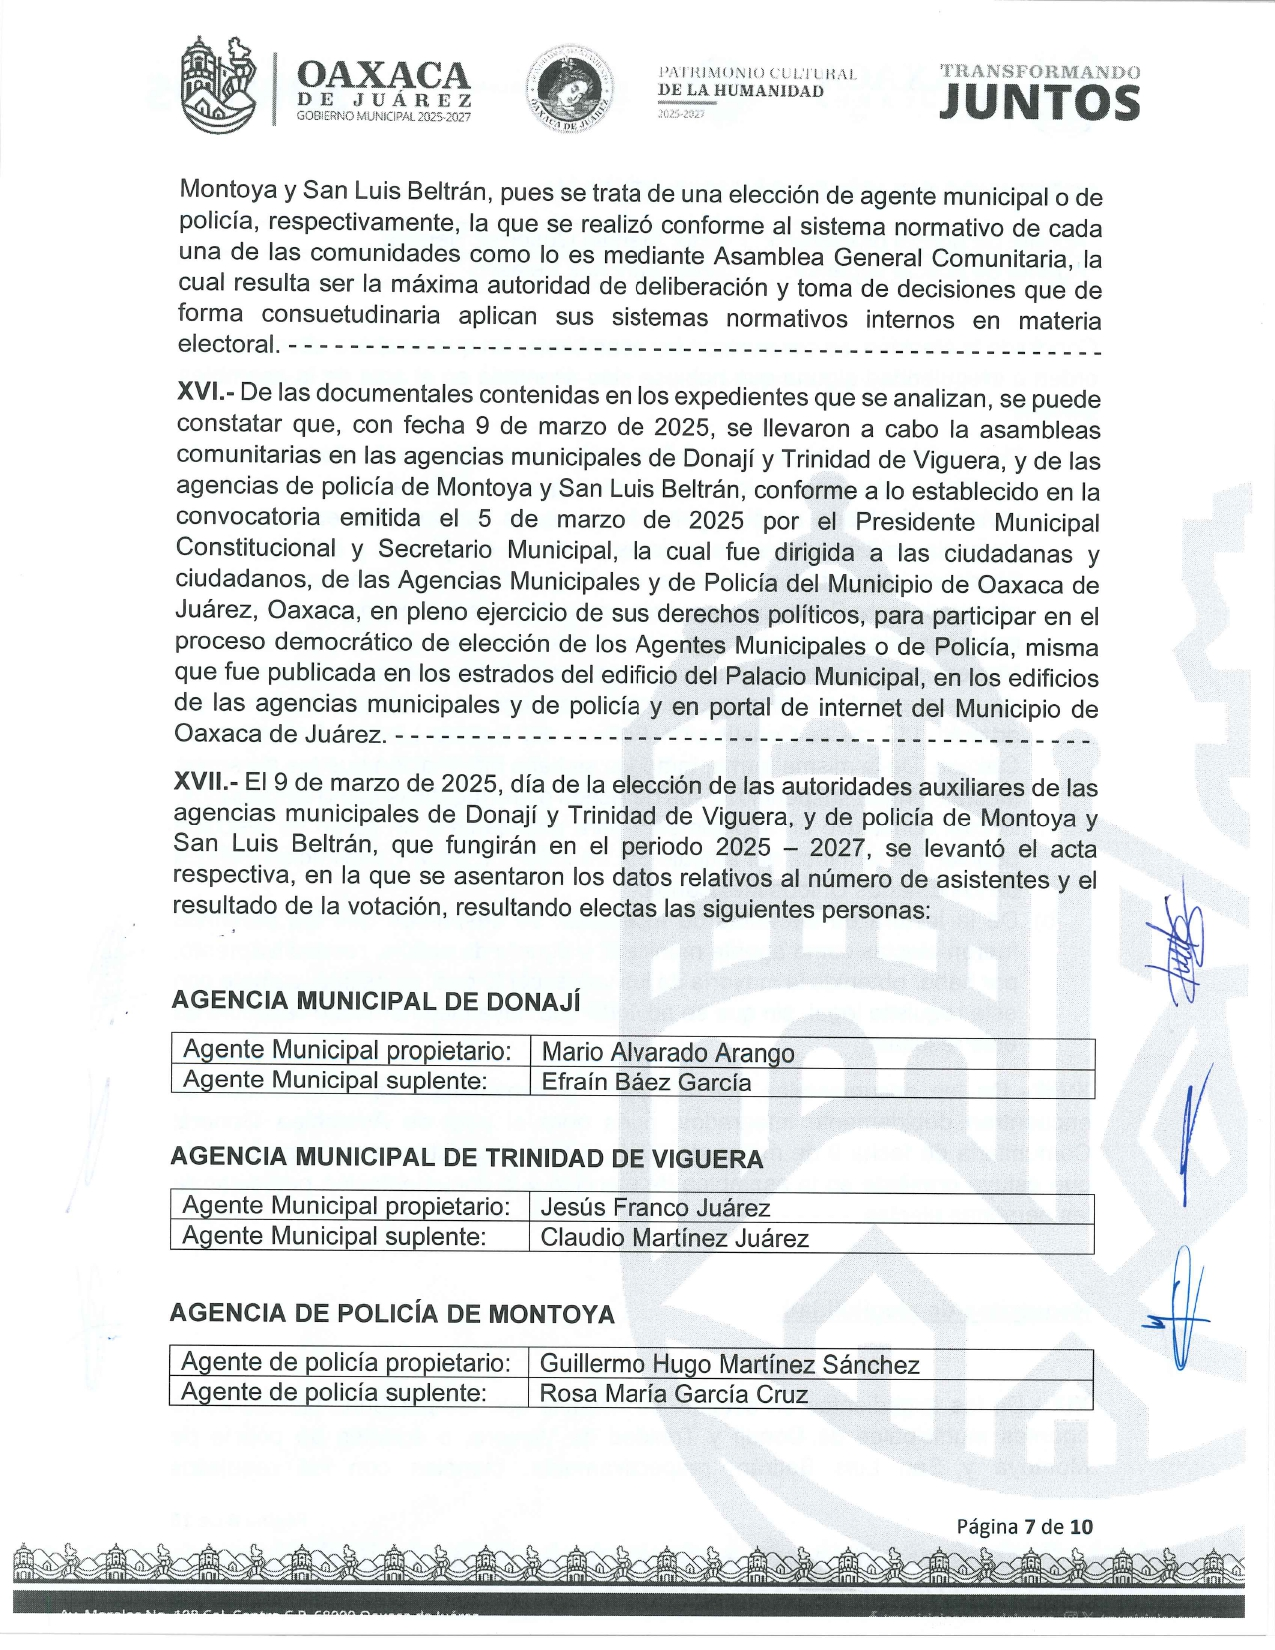 OAXACA
DE JUÁREZ
GOBIERNO MUNICIPAL 2025-2027
OAXACA DE JUÁREZ
PATRIMONIO CULTURAL
DE LA HUMANIDAD
2025-2027
TRANSFORMANDO
JUNTOS
Montoya y San Luis Beltrán, pues se trata de una elección de agente municipal o de
policía, respectivamente, la que se realizó conforme al sistema normativo de cada
una de las comunidades como lo es mediante Asamblea General Comunitaria, la
cual resulta ser la máxima autoridad de deliberación y toma de decisiones que de
forma consuetudinaria aplican sus sistemas normativos internos en materia
electoral. - - - - - - - - - - - - - - - - - - - - - - - - - - - - - - - - - - - - - - - - - - - - - - - - - - - - -
XVI.- De las documentales contenidas en los expedientes que se analizan, se puede
constatar que, con fecha 9 de marzo de 2025, se llevaron a cabo la asambleas
comunitarias en las agencias municipales de Donají y Trinidad de Viguera, y de las
agencias de policía de Montoya y San Luis Beltrán, conforme a lo establecido en la
convocatoria emitida el 5 de marzo de 2025 por el Presidente Municipal
Constitucional y Secretario Municipal, la cual fue dirigida a las ciudadanas y
ciudadanos, de las Agencias Municipales y de Policía del Municipio de Oaxaca de
Juárez, Oaxaca, en pleno ejercicio de sus derechos políticos, para participar en el
proceso democrático de elección de los Agentes Municipales o de Policía, misma
que fue publicada en los estrados del edificio del Palacio Municipal, en los edificios
de las agencias municipales y de policía y en portal de internet del Municipio de
Oaxaca de Juárez. - - - - - - - - - - - - - - - - - - - - - - - - - - - - - - - - - - - - - - - - - - - - -
XVII.- El 9 de marzo de 2025, día de la elección de las autoridades auxiliares de las
agencias municipales de Donají y Trinidad de Viguera, y de policía de Montoya y
San Luis Beltrán, que fungirán en el periodo 2025 – 2027, se levantó el acta
respectiva, en la que se asentaron los datos relativos al número de asistentes y el
resultado de la votación, resultando electas las siguientes personas:
AGENCIA MUNICIPAL DE DONAJÍ
Agente Municipal propietario: Mario Alvarado Arango
Agente Municipal suplente: Efraín Báez García
AGENCIA MUNICIPAL DE TRINIDAD DE VIGUERA
Agente Municipal propietario: Jesús Franco Juárez
Agente Municipal suplente: Claudio Martínez Juárez
AGENCIA DE POLICÍA DE MONTOYA
Agente de policía propietario: Guillermo Hugo Martínez Sánchez
Agente de policía suplente: Rosa María García Cruz
Página 7 de 10